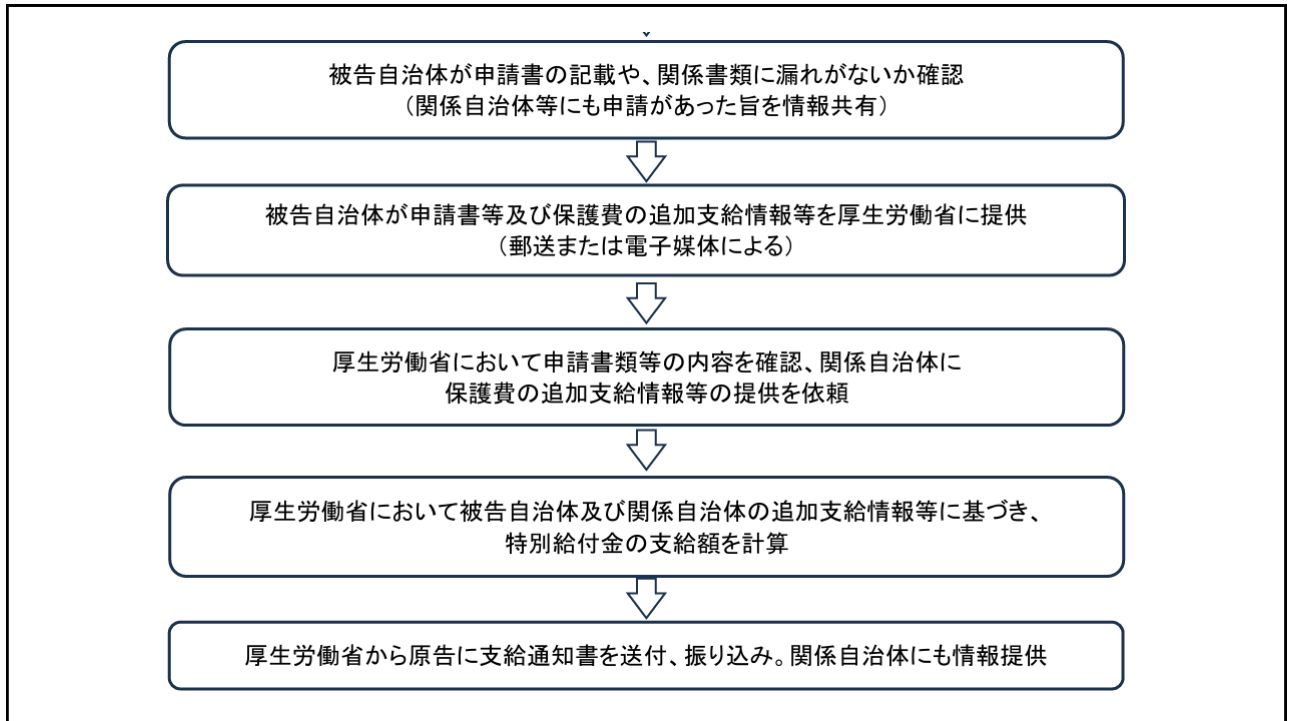 被告自治体が申請書の記載や、関係書類に漏れがないか確認
（関係自治体等にも申請があった旨を情報共有）
被告自治体が申請書等及び保護費の追加支給情報等を厚生労働省に提供
（郵送または電子媒体による）
厚生労働省において申請書類等の内容を確認、関係自治体に
保護費の追加支給情報等の提供を依頼
厚生労働省において被告自治体及び関係自治体の追加支給情報等に基づき、
特別給付金の支給額を計算
厚生労働省から原告に支給通知書を送付、振り込み。関係自治体にも情報提供